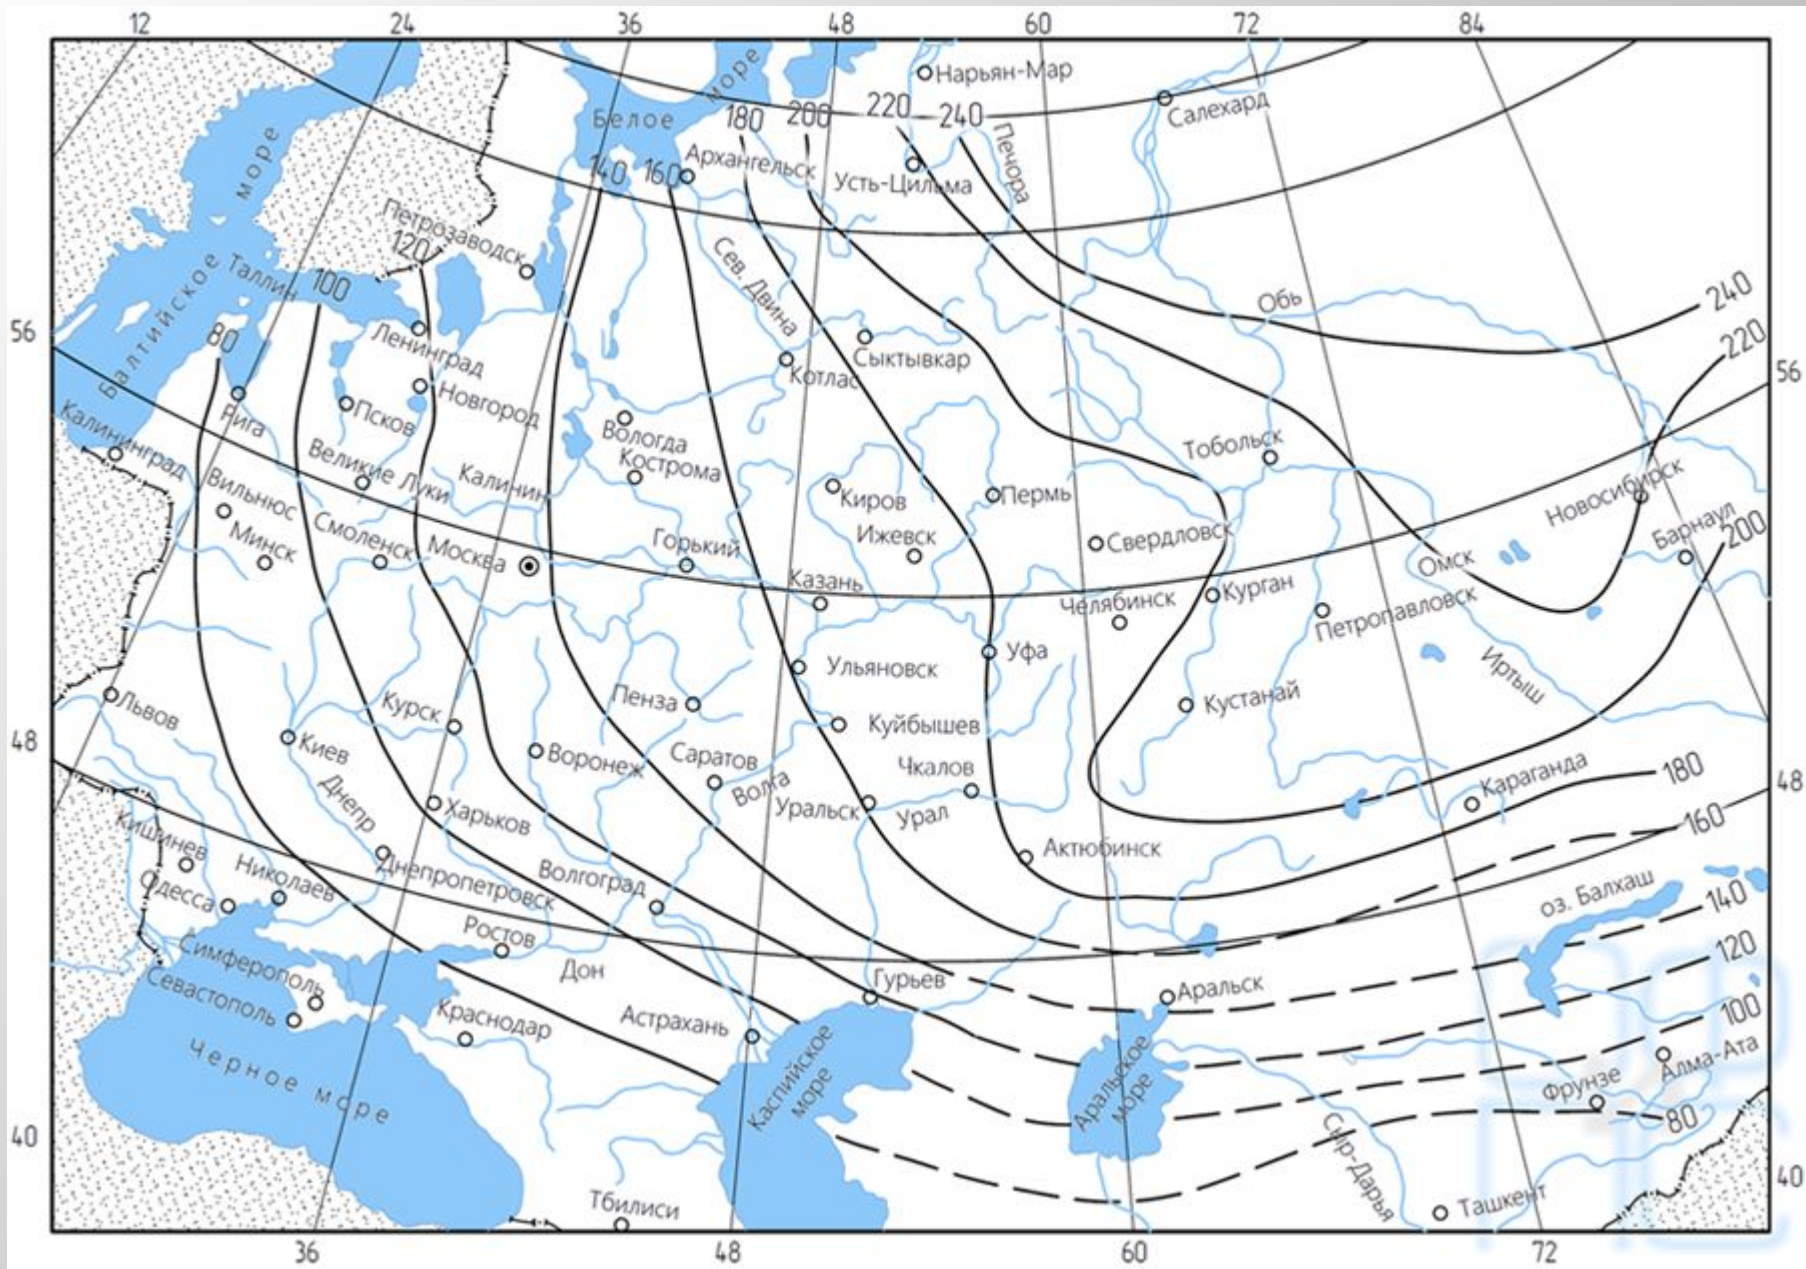 12
24
36
48
60
72
84
Нарьян-Мар
Белое
море
180
200
220
240
Салехард
Печора
140
160
Архангельск
Усть-Цильма
море
Петрозаводск
120
Таллин
100
Сев. Двина
Обь
240
56
80
Балтийское
Ленинград
Сыктывкар
Котлас
220
56
Калининград
Рига
Псков
Новгород
Вологда
Кострома
Великие Луки
Калинин
Тобольск
Вильнюс
Киров
Пермь
Новосибирск
Минск
Смоленск
Москва
Горький
Ижевск
Свердловск
Барнаул
200
Омск
Казань
Челябинск
Курган
Петропавловск
Ульяновск
Уфа
Иртыш
Львов
Курск
Пенза
Куйбышев
Кустанай
48
Киев
Воронеж
Саратов
Волга
Чкалов
Караганда
180
48
Днепр
Харьков
Уральск
Урал
160
Кишинев
Николаев
Днепропетровск
Волгоград
Актюбинск
Одесса
оз. Балхаш
140
Ростов
120
Симферополь
Дон
Гурьев
Аральск
Севастополь
Краснодар
Астрахань
100
Черное море
Каспийское
море
Аральское
море
Фрунзе
Алма-Ата
80
40
Сыр-Дарья
40
Тбилиси
Ташкент
36
48
60
72